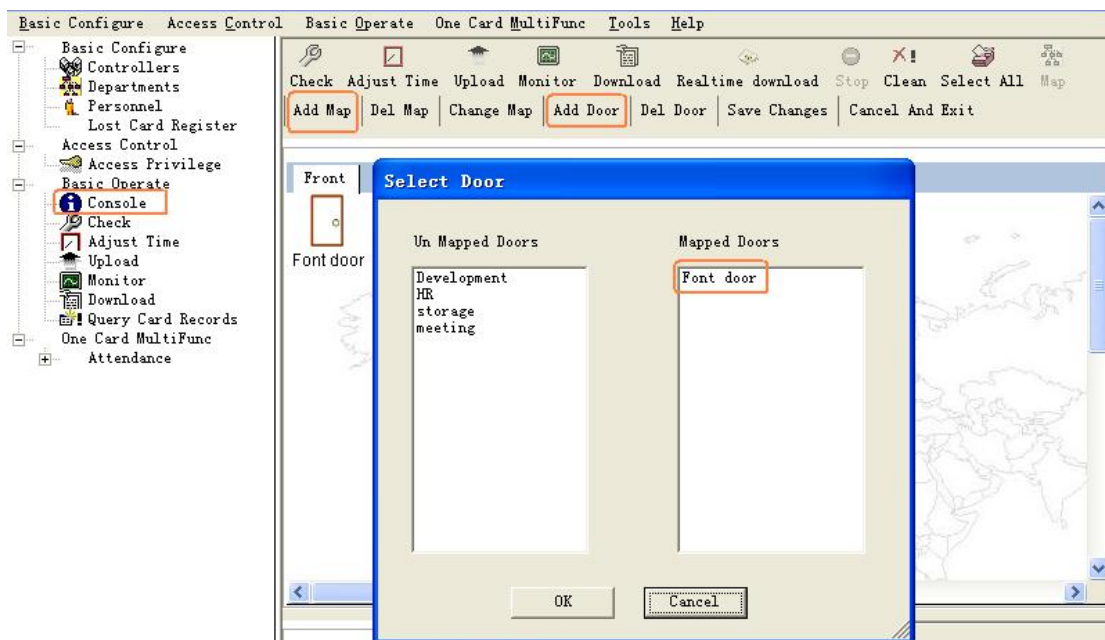 Basic Configure Access Control Basic Operate One Card MultiFunc Tools Help
Basic Configure
Controllers
Departments
Personnel
Lost Card Register
Access Control
Access Privilege
Basic Operate
Console
Check
Adjust Time
Upload
Monitor
Download
Query Card Records
One Card MultiFunc
Attendance
Check Adjust Time Upload Monitor Download Realtime download Stop Clean Select All Map
Add Map Del Map Change Map Add Door Del Door Save Changes Cancel And Exit
Front
Font door
Select Door
Un Mapped Doors
Development
HR
storage
meeting
Mapped Doors
Font door
OK Cancel